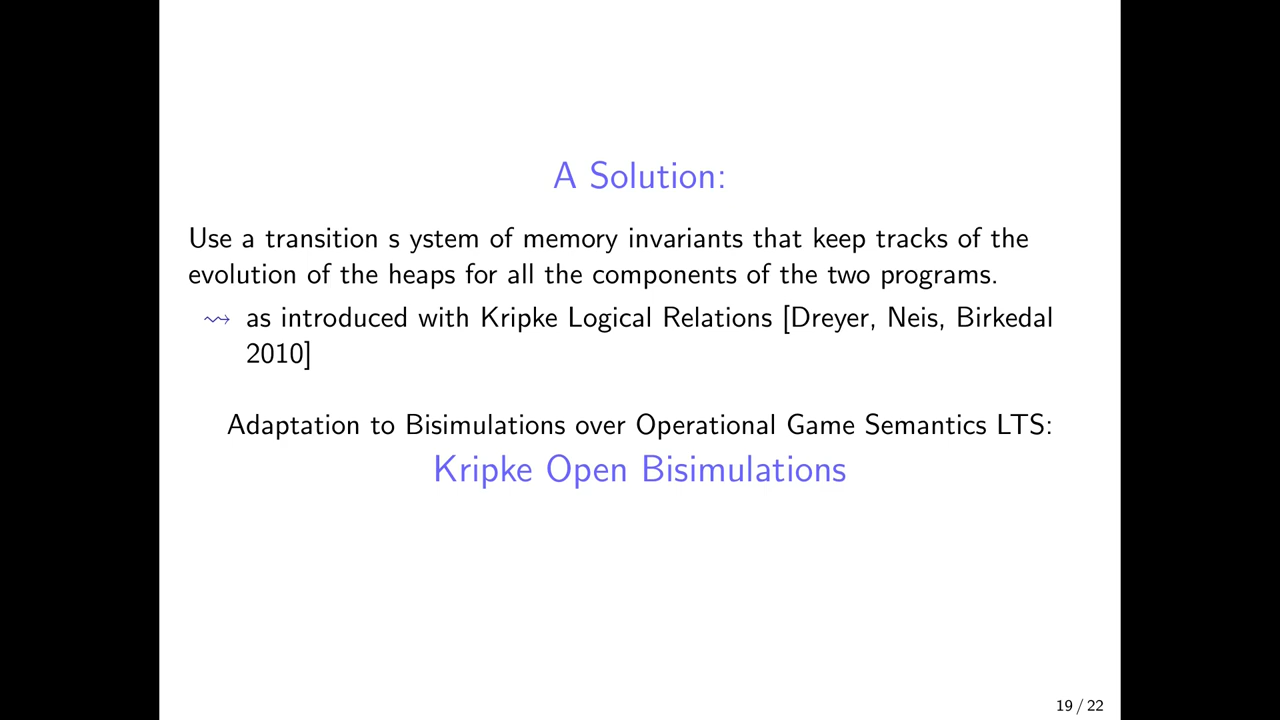 A Solution:
Use a transition s ystem of memory invariants that keep tracks of the
evolution of the heaps for all the components of the two programs.
⇝ as introduced with Kripke Logical Relations [Dreyer, Neis, Birkedal
2010]
Adaptation to Bisimulations over Operational Game Semantics LTS:
Kripke Open Bisimulations
19 / 22